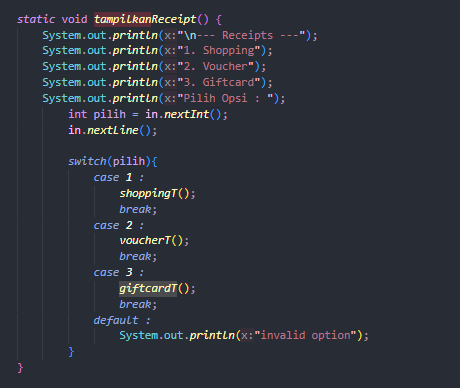 static void tampilkanReceipt() {
System.out.println(x:"\n--- Receipts ---");
System.out.println(x:"1. Shopping");
System.out.println(x:"2. Voucher");
System.out.println(x:"3. Giftcard");
System.out.println(x:"Pilih Opsi : ");
int pilih = in.nextInt();
in.nextLine();
switch(pilih){
case 1 :
shoppingT();
break;
case 2 :
voucherT();
break;
case 3 :
giftcardT();
break;
default :
System.out.println(x:"invalid option");
}
}